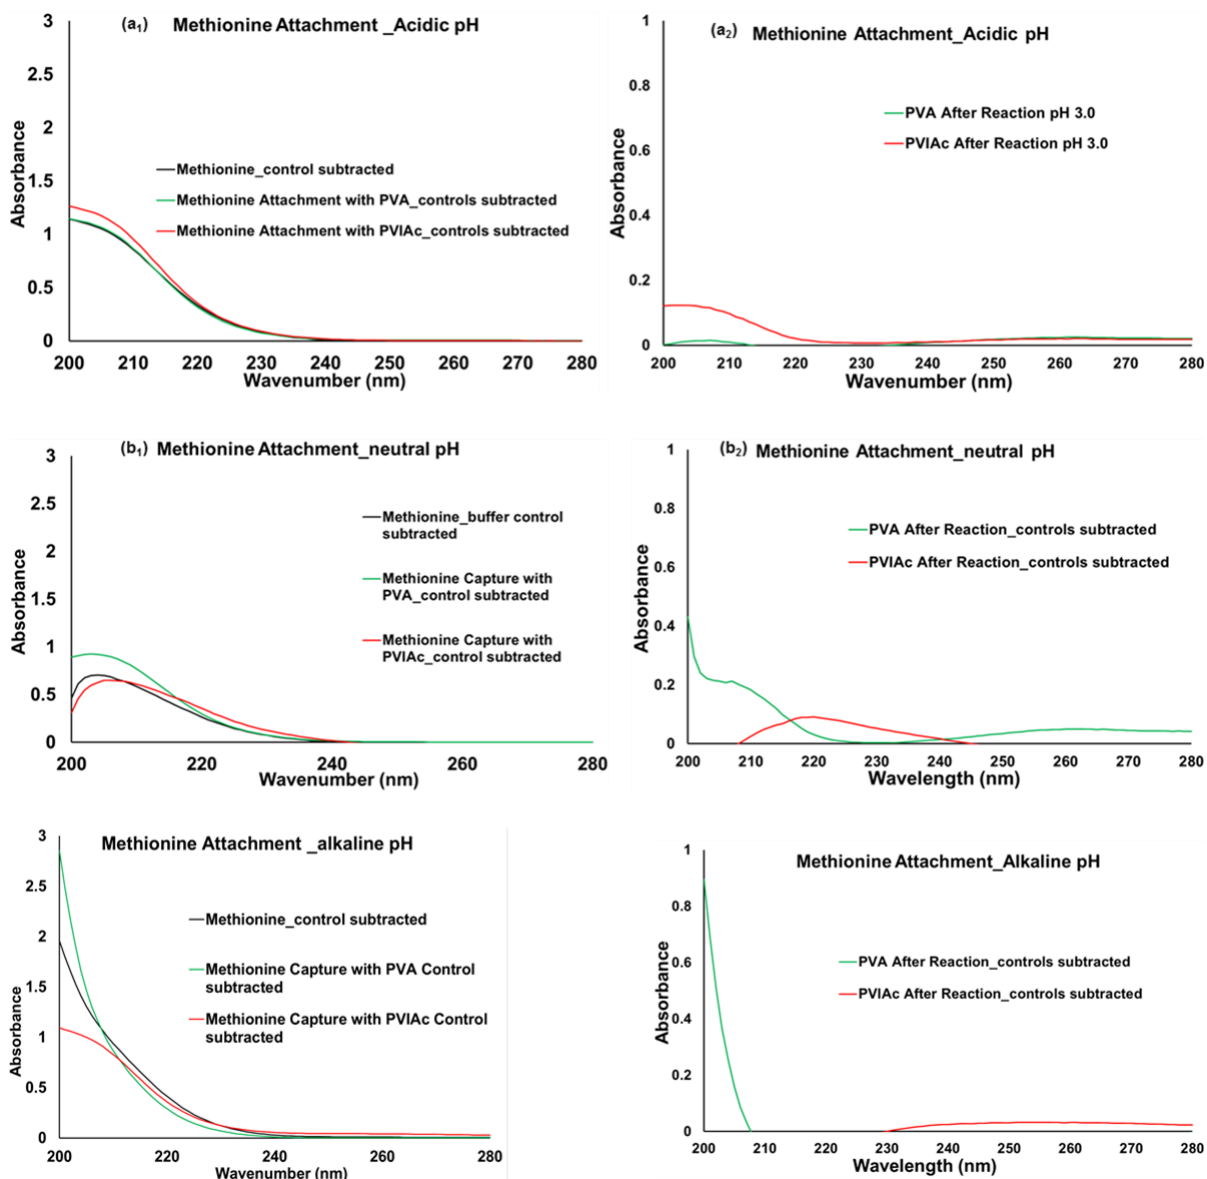 (a₁) Methionine Attachment _Acidic pH
3
2.5
2
1.5
1
0.5
0
Absorbance
Methionine_control subtracted
Methionine Attachment with PVA_controls subtracted
Methionine Attachment with PVIAc_controls subtracted
200 210 220 230 240 250 260 270 280
Wavenumber (nm)
(a₂) Methionine Attachment_Acidic pH
1
0.8
0.6
0.4
0.2
0
Absorbance
PVA After Reaction pH 3.0
PVIAc After Reaction pH 3.0
200 210 220 230 240 250 260 270 280
Wavenumber (nm)
(b₁) Methionine Attachment_neutral pH
3
2.5
2
1.5
1
0.5
0
Absorbance
Methionine_buffer control
subtracted
Methionine Capture with
PVA_control subtracted
Methionine Capture with
PVIAc_control subtracted
200 220 240 260 280
Wavenumber (nm)
(b₂) Methionine Attachment_neutral pH
1
0.8
0.6
0.4
0.2
0
Absorbance
PVA After Reaction_controls subtracted
PVIAc After Reaction_controls subtracted
200 210 220 230 240 250 260 270 280
Wavelength (nm)
Methionine Attachment _alkaline pH
3
2.5
2
1.5
1
0.5
0
Absorbance
Methionine_control subtracted
Methionine Capture with PVA Control
subtracted
Methionine Capture with PVIAc Control
subtracted
200 220 240 260 280
Wavenumber (nm)
Methionine Attachment_Alkaline pH
1
0.8
0.6
0.4
0.2
0
Absorbance
PVA After Reaction_controls subtracted
PVIAc After Reaction_controls subtracted
200 210 220 230 240 250 260 270 280
Wavelength (nm)